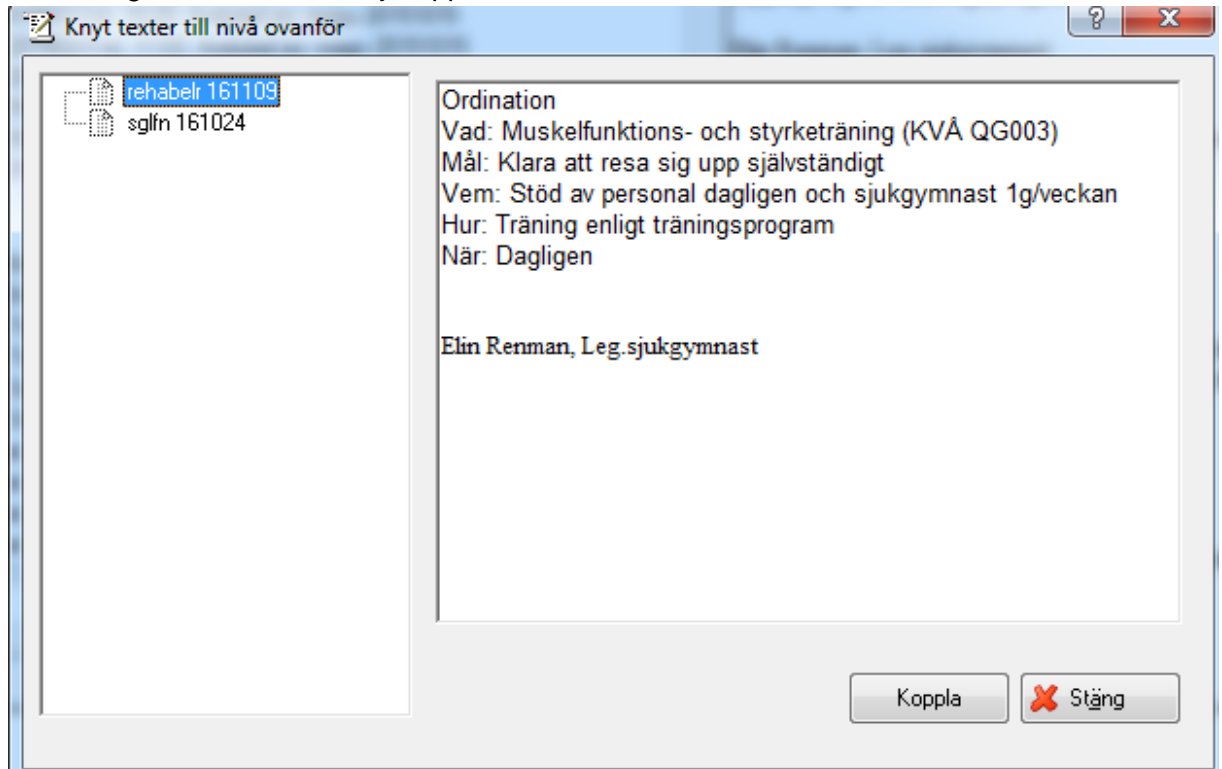 Knyt texter till nivå ovanför
?
X
rehabelr 161109
sglfn 161024
Ordination
Vad: Muskelfunktions- och styrketräning (KVÅ QG003)
Mål: Klara att resa sig upp självständigt
Vem: Stöd av personal dagligen och sjukgymnast 1g/veckan
Hur: Träning enligt träningsprogram
När: Dagligen
Elin Renman, Leg.sjukgymnast
Koppla
Stäng